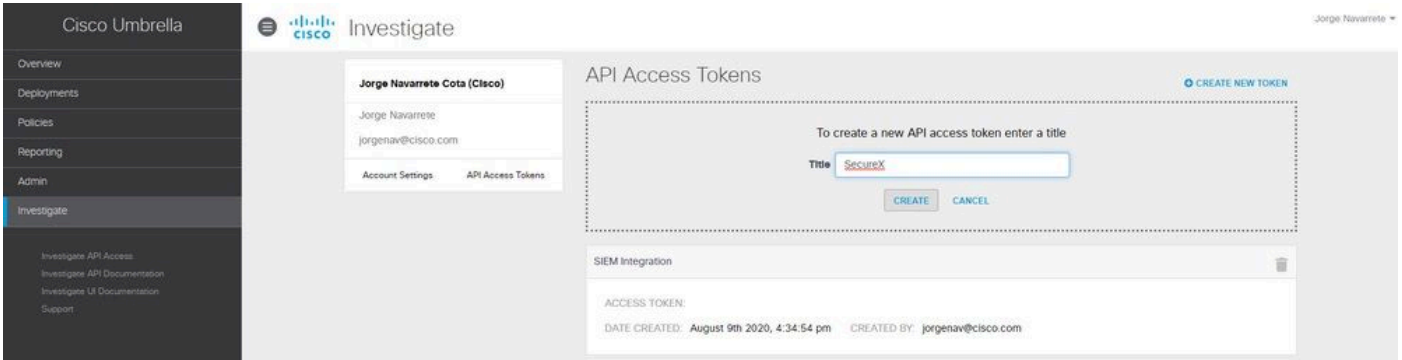 Cisco Umbrella
Overview
Deployments
Policies
Reporting
Admin
Investigate
Investigate API Access
Investigate API Documentation
Investigate UI Documentation
Support
CISCO
Investigate
Jorge Navarrete
Jorge Navarrete Cota (Cisco)
Jorge Navarrete
jorgenav@cisco.com
Account Settings API Access Tokens
API Access Tokens
CREATE NEW TOKEN
To create a new API access token enter a title
Title SecureX
CREATE CANCEL
SIEM Integration
ACCESS TOKEN:
DATE CREATED: August 9th 2020, 4:34:54 pm CREATED BY: jorgenav@cisco.com